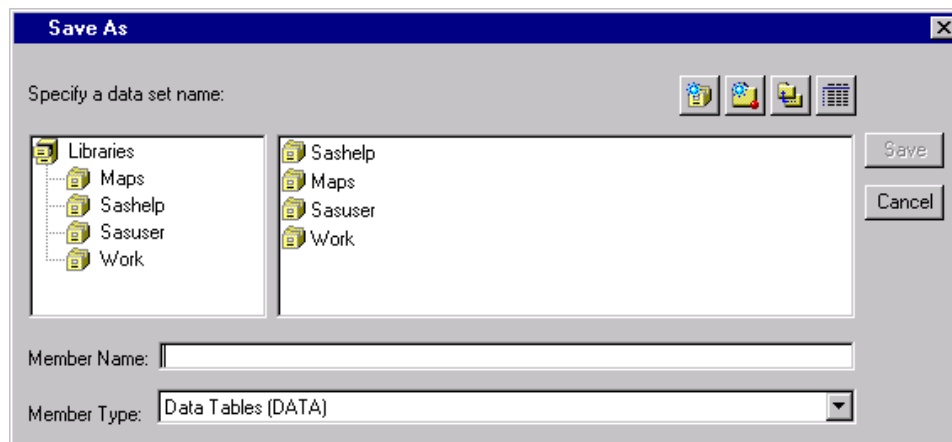 Save As
Specify a data set name:
Libraries
Maps
Sashelp
Sasuser
Work
Sashelp
Maps
Sasuser
Work
Save
Cancel
Member Name:
Member Type: Data Tables (DATA)